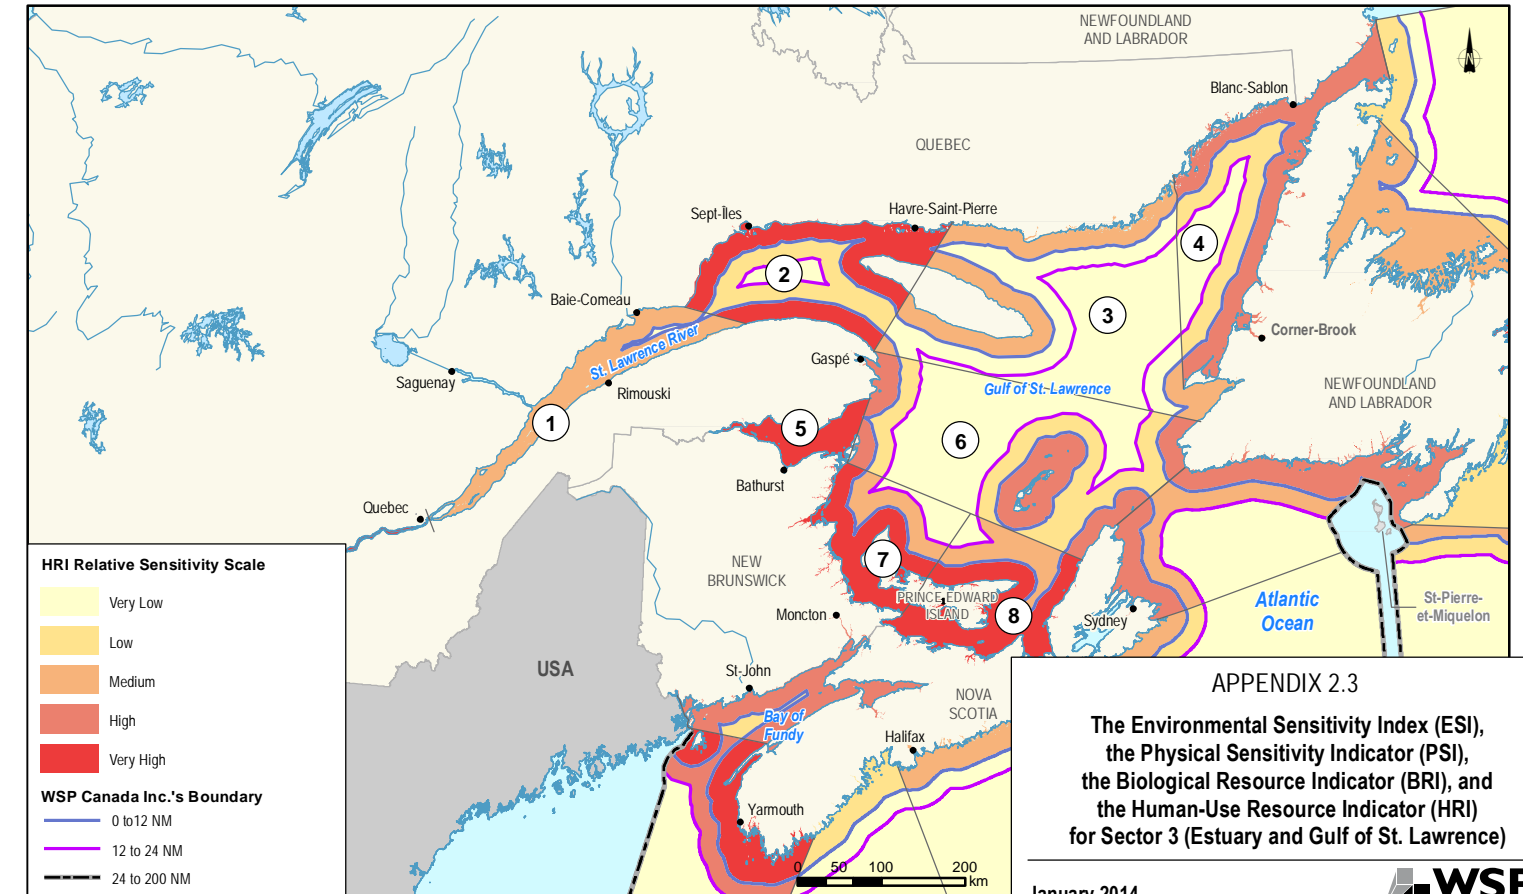 NEWFOUNDLAND
AND LABRADOR
Blanc-Sablon
QUEBEC
Sept-Îles
Havre-Saint-Pierre
4
2
Baie-Comeau
3
St. Lawrence River
Corner-Brook
Gaspé
Saguenay
Rimouski
Gulf of St. Lawrence
NEWFOUNDLAND
AND LABRADOR
1
5
6
Bathurst
Quebec
NEW
BRUNSWICK
7
PRINCE EDWARD
ISLAND
8
Moncton
Sydney
Atlantic
Ocean
St-Pierre-
et-Miquelon
USA
St-John
NOVA
SCOTIA
Bay of
Fundy
Halifax
Yarmouth
0 50 100 200
km
HRI Relative Sensitivity Scale
Very Low
Low
Medium
High
Very High
WSP Canada Inc.'s Boundary
0 to12 NM
12 to 24 NM
24 to 200 NM
APPENDIX 2.3
The Environmental Sensitivity Index (ESI),
the Physical Sensitivity Indicator (PSI),
the Biological Resource Indicator (BRI), and
the Human-Use Resource Indicator (HRI)
for Sector 3 (Estuary and Gulf of St. Lawrence)
January 2014
WSP